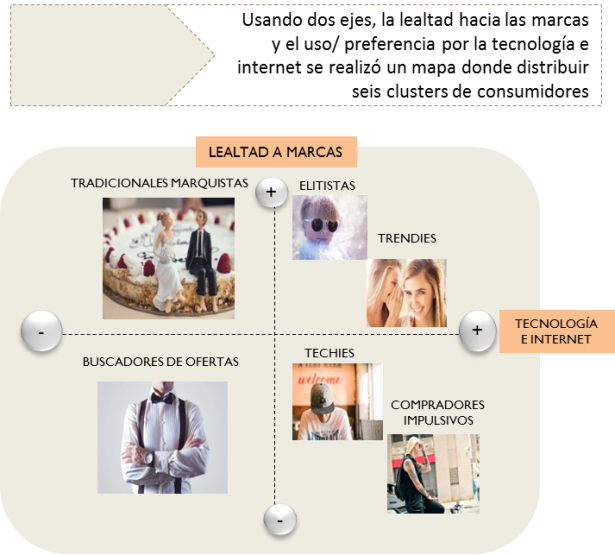 Usando dos ejes, la lealtad hacia las marcas
y el uso/ preferencia por la tecnología e
internet se realizó un mapa donde distribuir
seis clusters de consumidores
LEALTAD A MARCAS
TRADICIONALES MARQUISTAS
+
ELITISTAS
TRENDIES
-
+
TECNOLOGÍA
E INTERNET
BUSCADORES DE OFERTAS
TECHIES
welcome
COMPRADORES
IMPULSIVOS
-